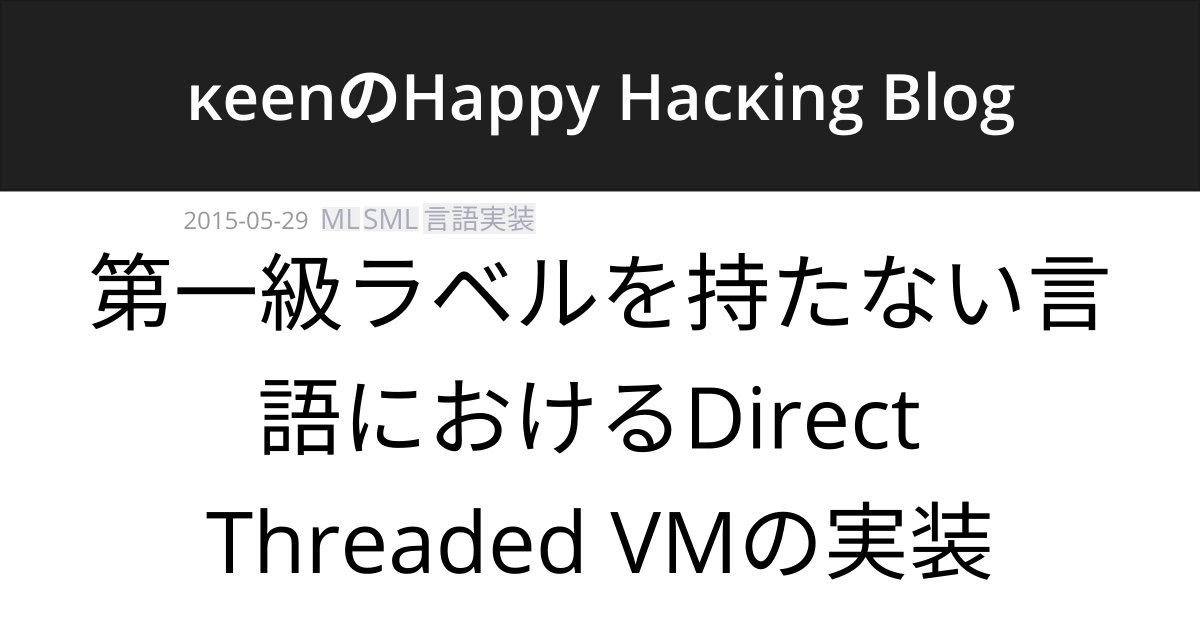 κeenのHappy Hacκing Blog
2015-05-29 ML SML 言語実装
第一級ラベルを持たない言
語におけるDirect
Threaded VMの実装